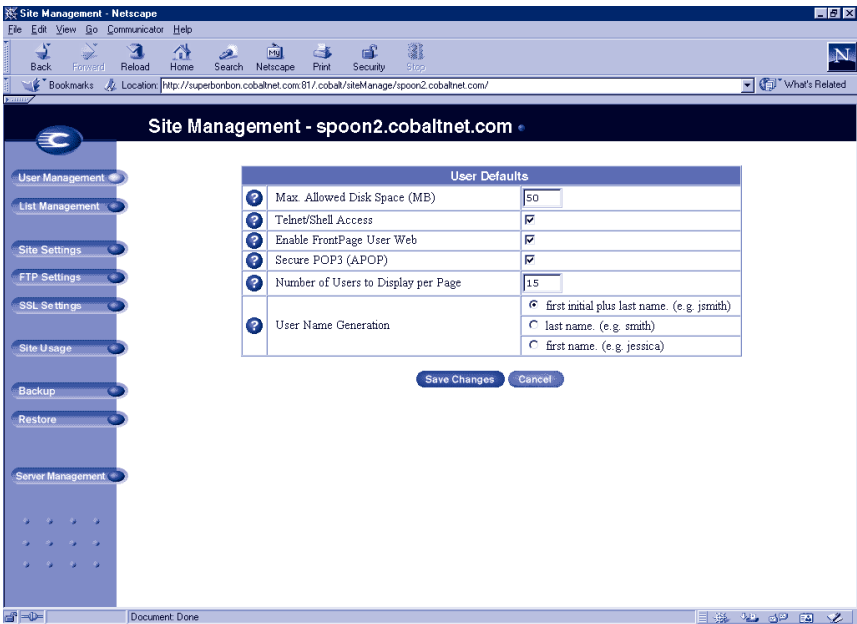 Site Management - Netscape
File Edit View Go Communicator Help
Back Forward Reload Home Search Netscape Print Security Stop
My
N
Bookmarks Location: http://superbonbon.cobaltnet.com:81/.cobalt/siteManage/spoon2.cobaltnet.com/ What's Related
Site Management - spoon2.cobaltnet.com
User Management
List Management
Site Settings
FTP Settings
SSL Settings
Site Usage
Backup
Restore
Server Management
User Defaults
? Max. Allowed Disk Space (MB) 50
? Telnet/Shell Access
? Enable FrontPage User Web
? Secure POP3 (APOP)
? Number of Users to Display per Page 15
? User Name Generation
first initial plus last name. (e.g. jsmith)
last name. (e.g. smith)
first name. (e.g. jessica)
Save Changes Cancel
Document: Done